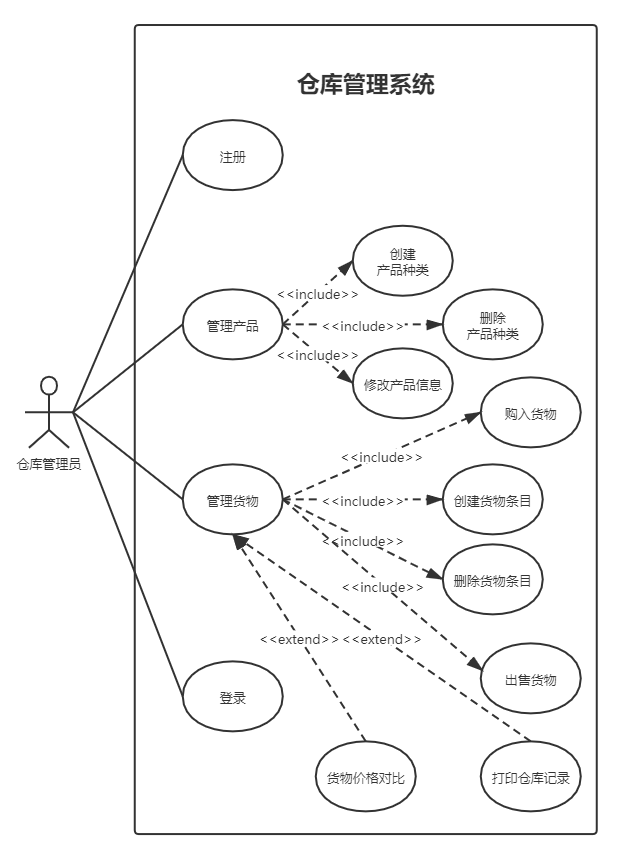 仓库管理系统
注册
创建
产品种类
<<include>>
管理产品
<<include>>
删除
产品种类
<<include>>
修改产品信息
购入货物
仓库管理员
<<include>>
管理货物
<<include>>
创建货物条目
<<include>>
删除货物条目
<<include>>
<<extend>>
<<extend>>
出售货物
登录
货物价格对比
打印仓库记录